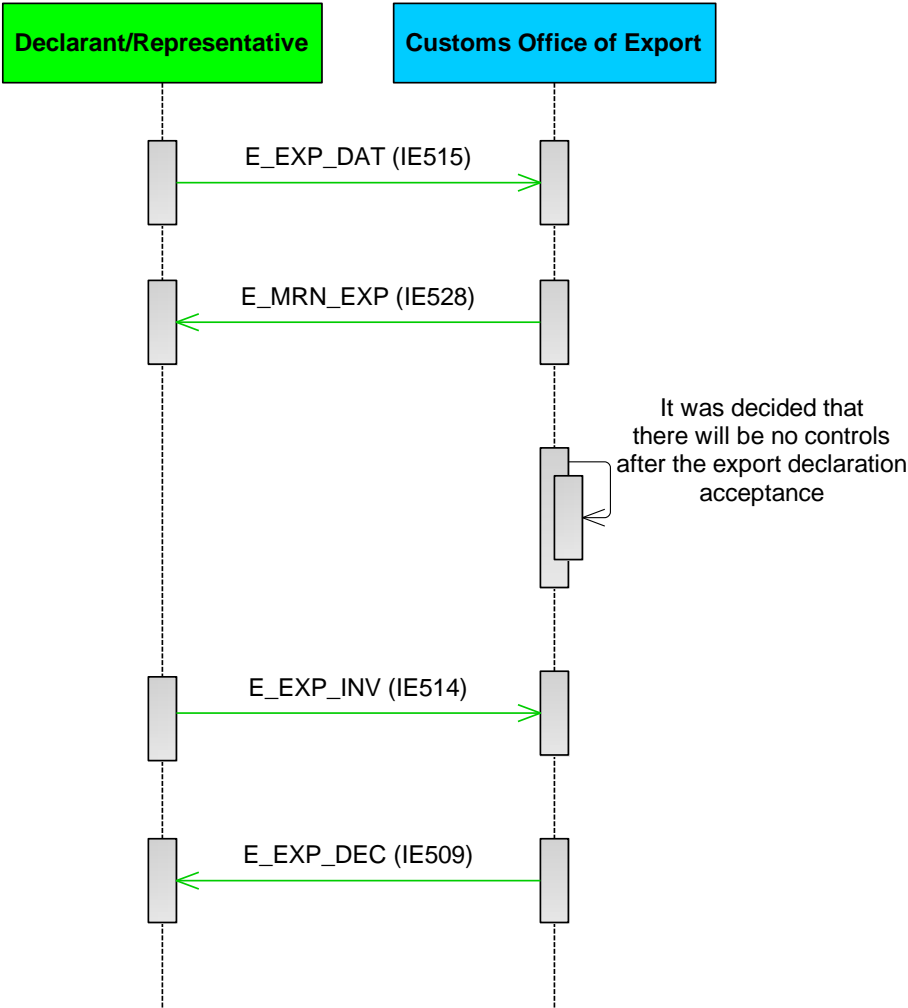 Declarant/Representative
Customs Office of Export
E_EXP_DAT (IE515)
E_MRN_EXP (IE528)
It was decided that
there will be no controls
after the export declaration
acceptance
E_EXP_INV (IE514)
E_EXP_DEC (IE509)